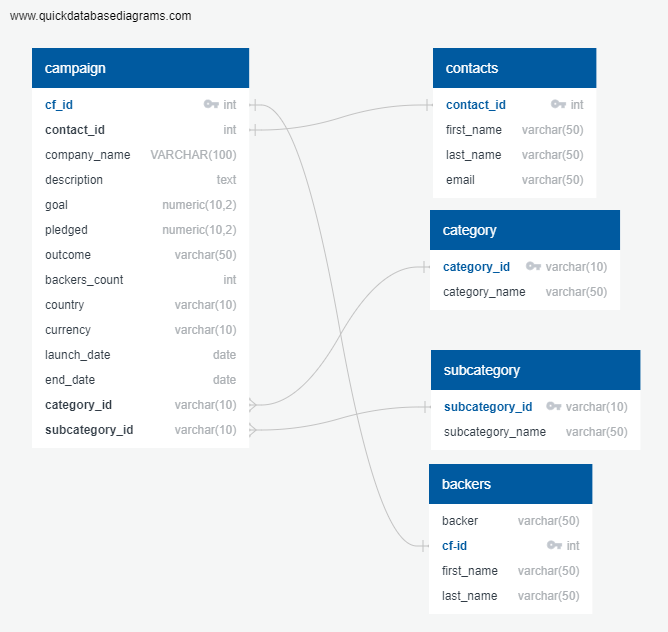 www.quickdatabasediagrams.com
campaign
cf_id int
contact_id int
company_name VARCHAR(100)
description text
goal numeric(10,2)
pledged numeric(10,2)
outcome varchar(50)
backers_count int
country varchar(10)
currency varchar(10)
launch_date date
end_date date
category_id varchar(10)
subcategory_id varchar(10)
contacts
contact_id int
first_name varchar(50)
last_name varchar(50)
email varchar(50)
category
category_id varchar(10)
category_name varchar(50)
subcategory
subcategory_id varchar(10)
subcategory_name varchar(50)
backers
backer varchar(50)
cf-id int
first_name varchar(50)
last_name varchar(50)